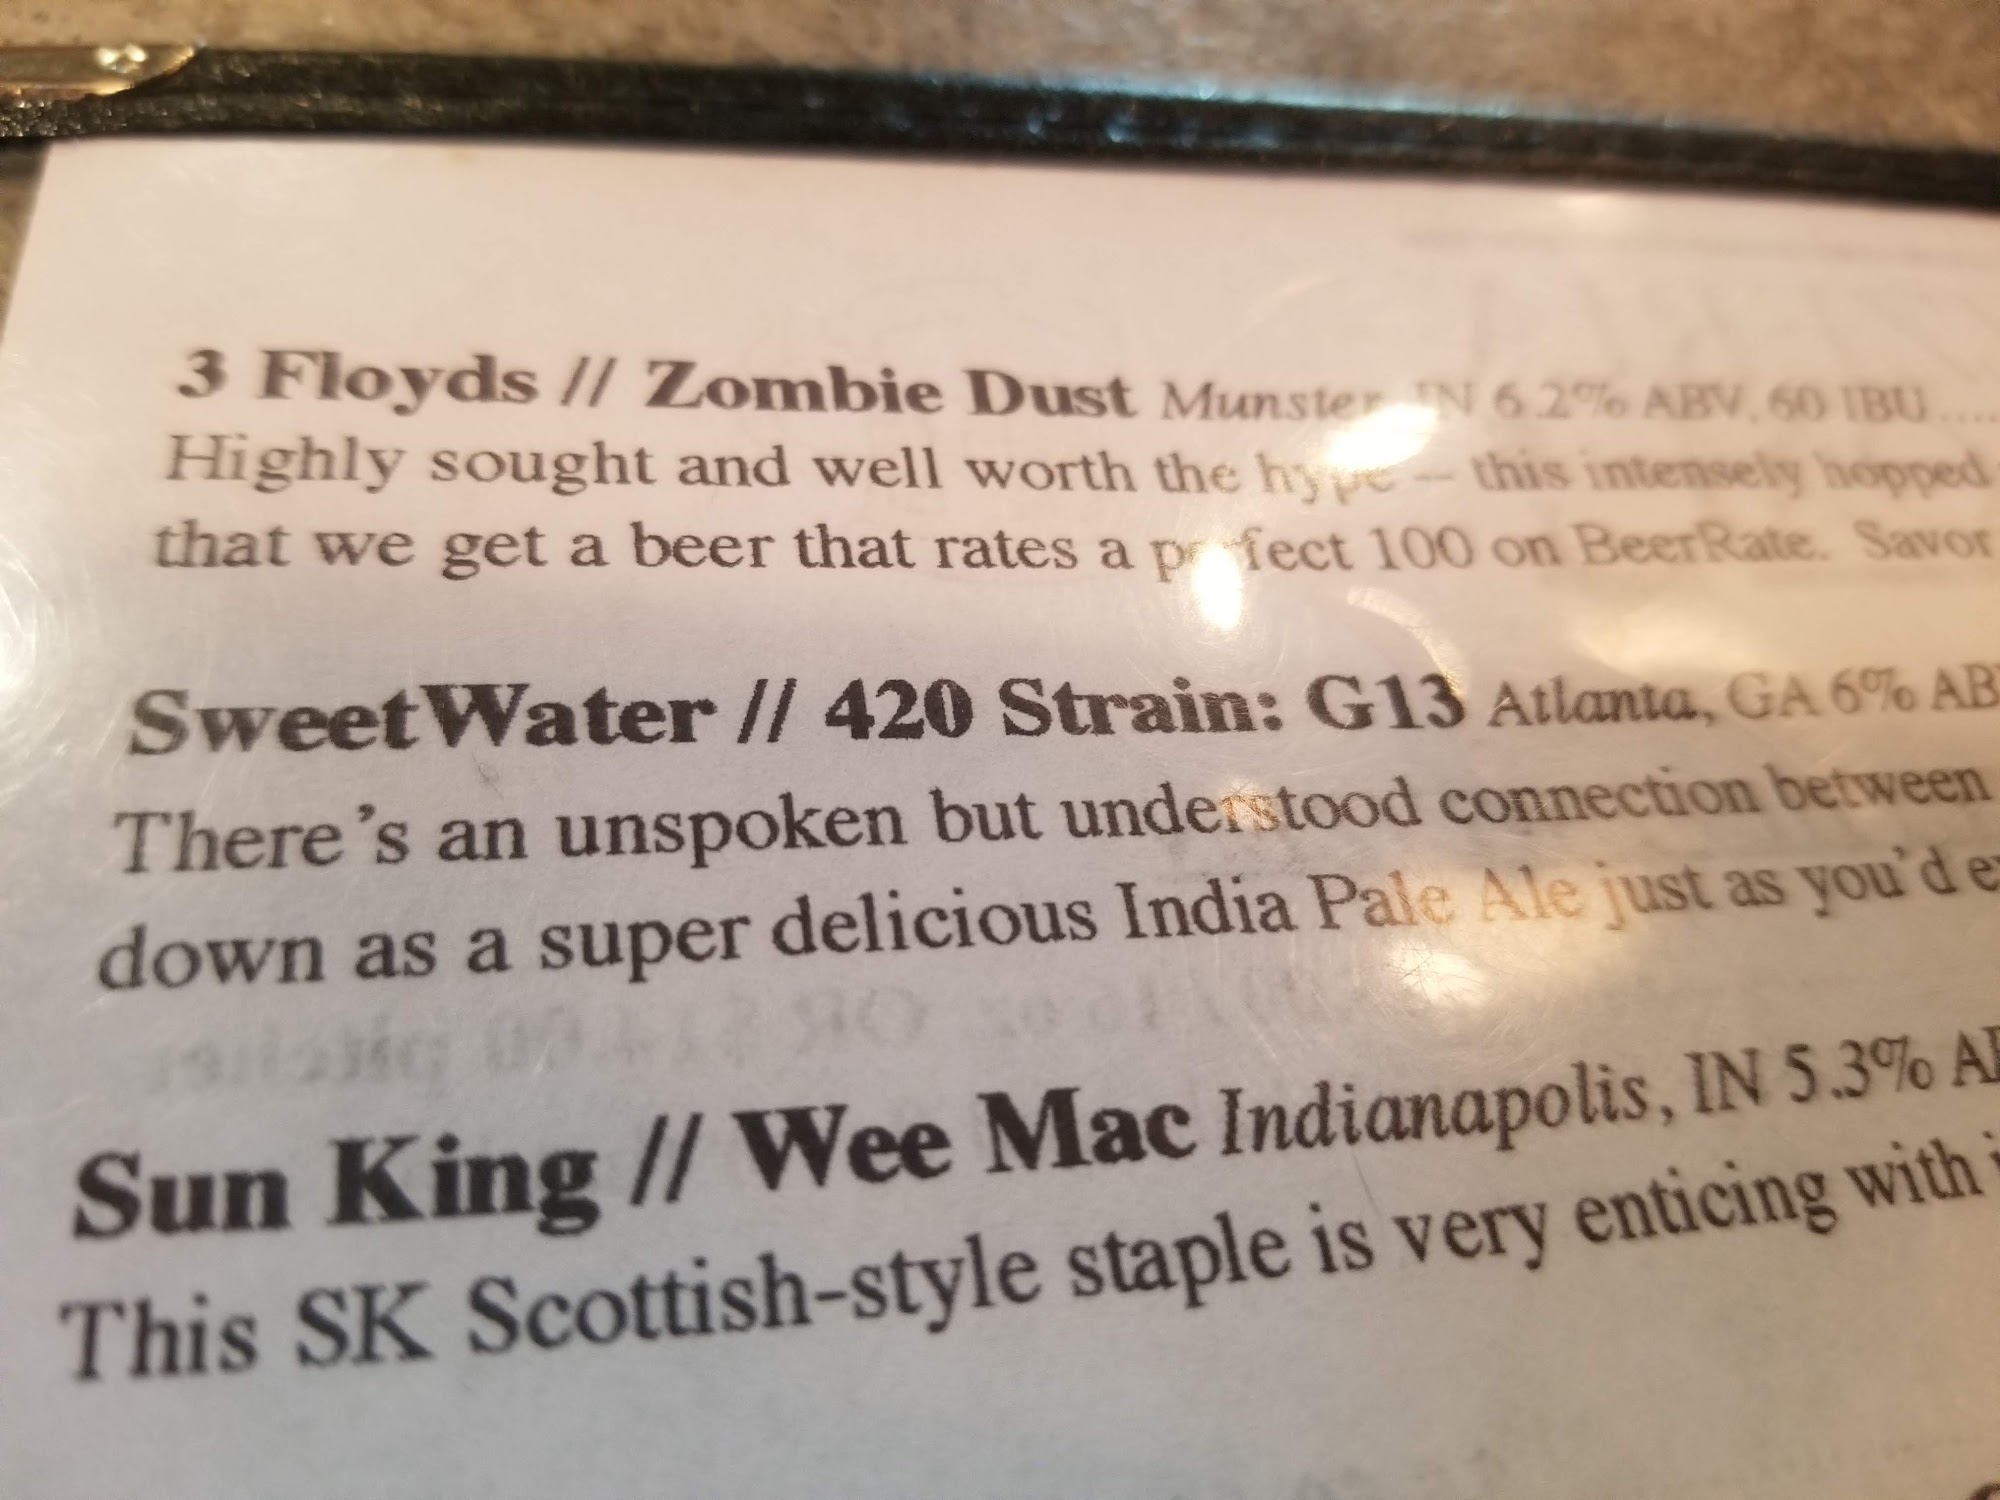 3 Floyds // Zombie Dust Munster, IN 6.2% ABV, 60 IBU .....
Highly sought and well worth the hype – this intensely hopped
that we get a beer that rates a perfect 100 on BeerRate. Savor
SweetWater // 420 Strain: G13 Atlanta, GA 6% AB
There's an unspoken but understood connection between
down as a super delicious India Pale Ale just as you'd
Sun King // Wee Mac Indianapolis, IN 5.3%
This SK Scottish-style staple is very enticing with